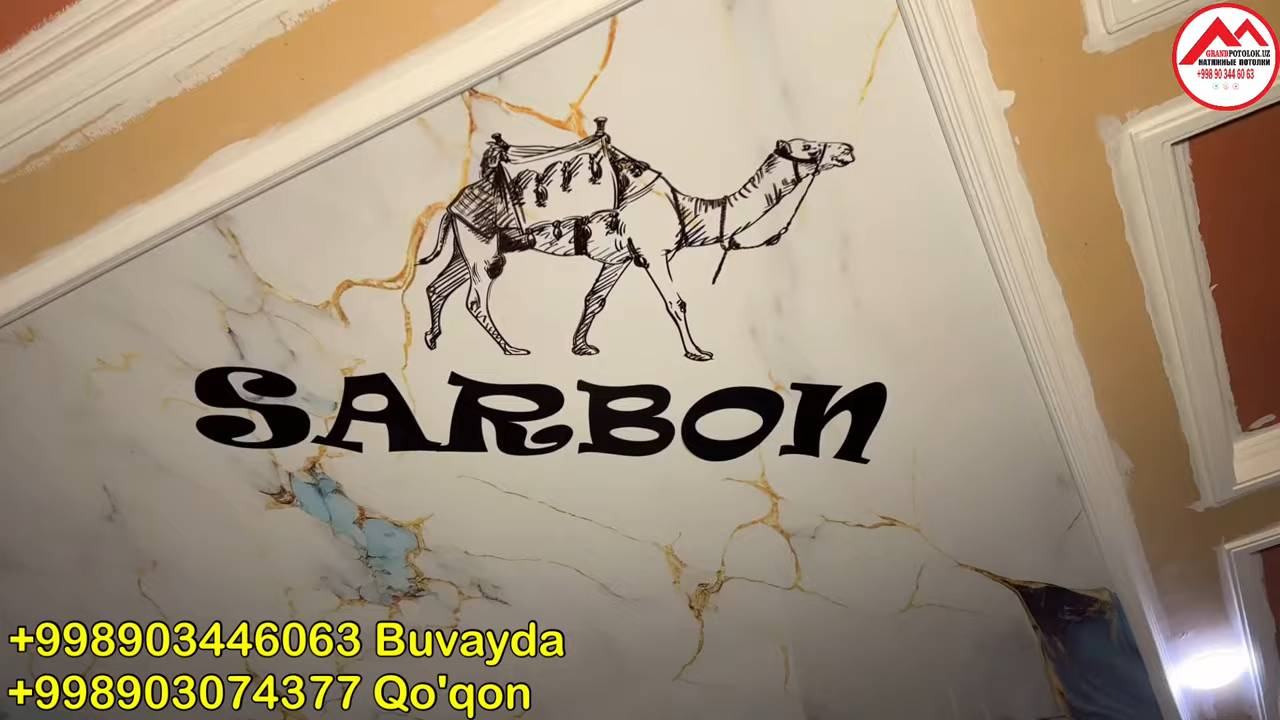 GRANDPOTOLOK.UZ
НАТЯЖНЫЕ ПОТОЛКИ
+998 90 344 60 63
SARBON
+998903446063 Buvayda
+998903074377 Qo'qon